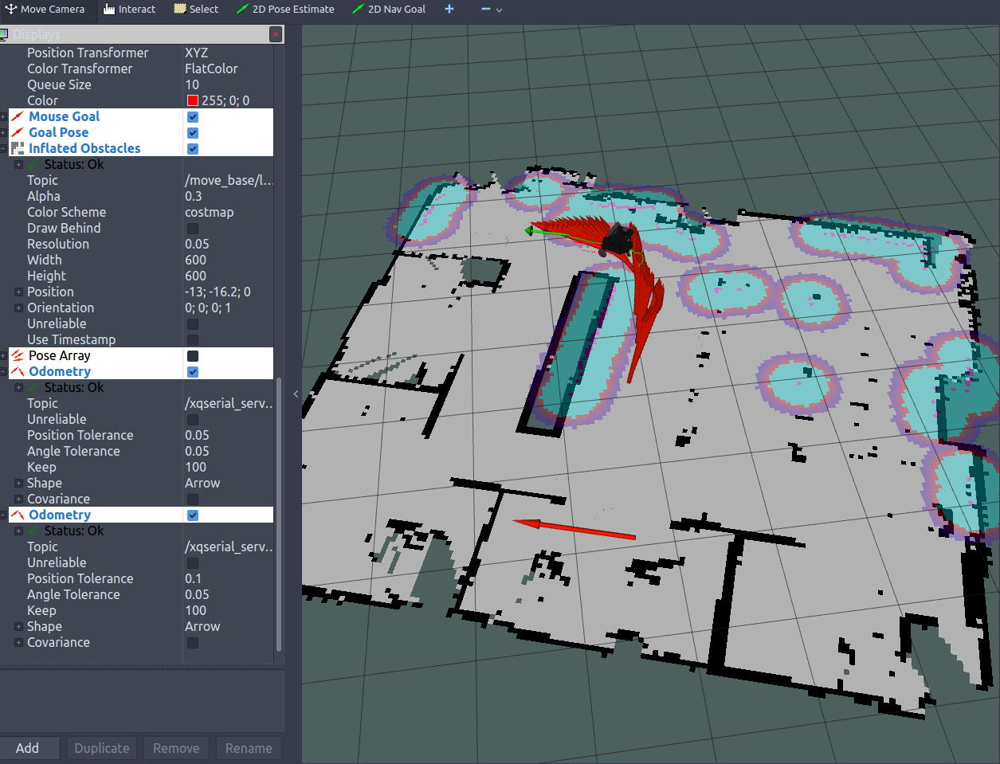 Move Camera Interact Select 2D Pose Estimate 2D Nav Goal
Displays
Position Transformer XYZ
Color Transformer FlatColor
Queue Size 10
Color 255; 0; 0
Mouse Goal
Goal Pose
Inflated Obstacles
Status: Ok
Topic /move_base/l...
Alpha 0.3
Color Scheme costmap
Draw Behind
Resolution 0.05
Width 600
Height 600
Position -13; -16.2; 0
Orientation 0; 0; 0; 1
Unreliable
Use Timestamp
Pose Array
Odometry
Status: Ok
Topic /xqserial_serv...
Unreliable
Position Tolerance 0.05
Angle Tolerance 0.05
Keep 100
Shape Arrow
Covariance
Odometry
Status: Ok
Topic /xqserial_serv...
Unreliable
Position Tolerance 0.1
Angle Tolerance 0.05
Keep 100
Shape Arrow
Covariance
Add Duplicate Remove Rename